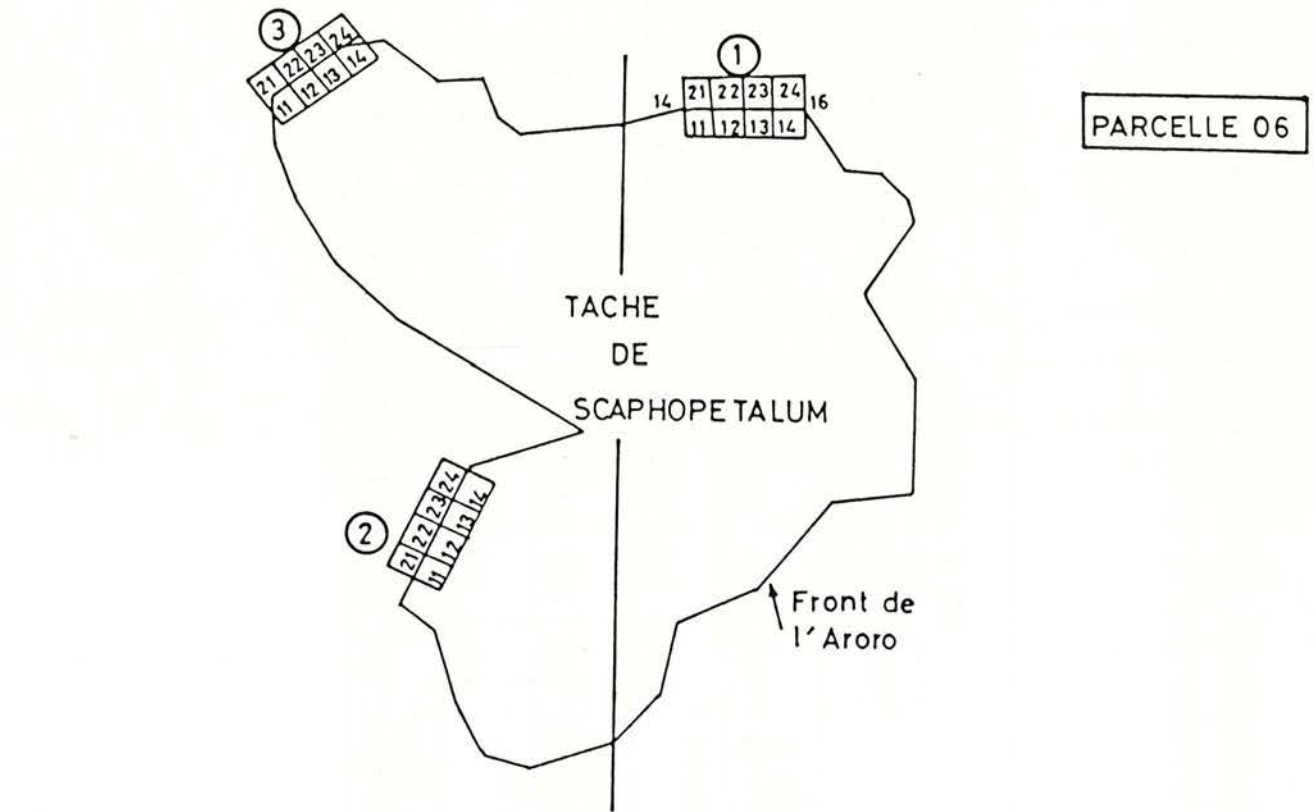 3
21 22 23 24
11 12 13 14
1
14 21 22 23 24 16
11 12 13 14
PARCELLE 06
TACHE
DE
SCAPHOPETALUM
2
21 22 23 24
11 12 13 14
Front de
l'Aroro